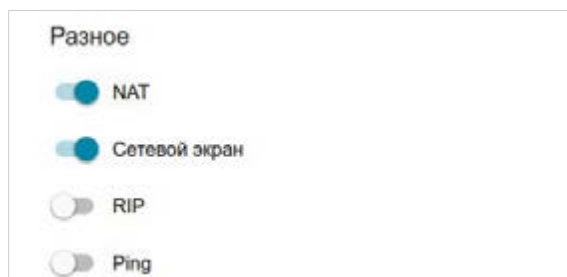 Разное
NAT
Сетевой экран
RIP
Ping